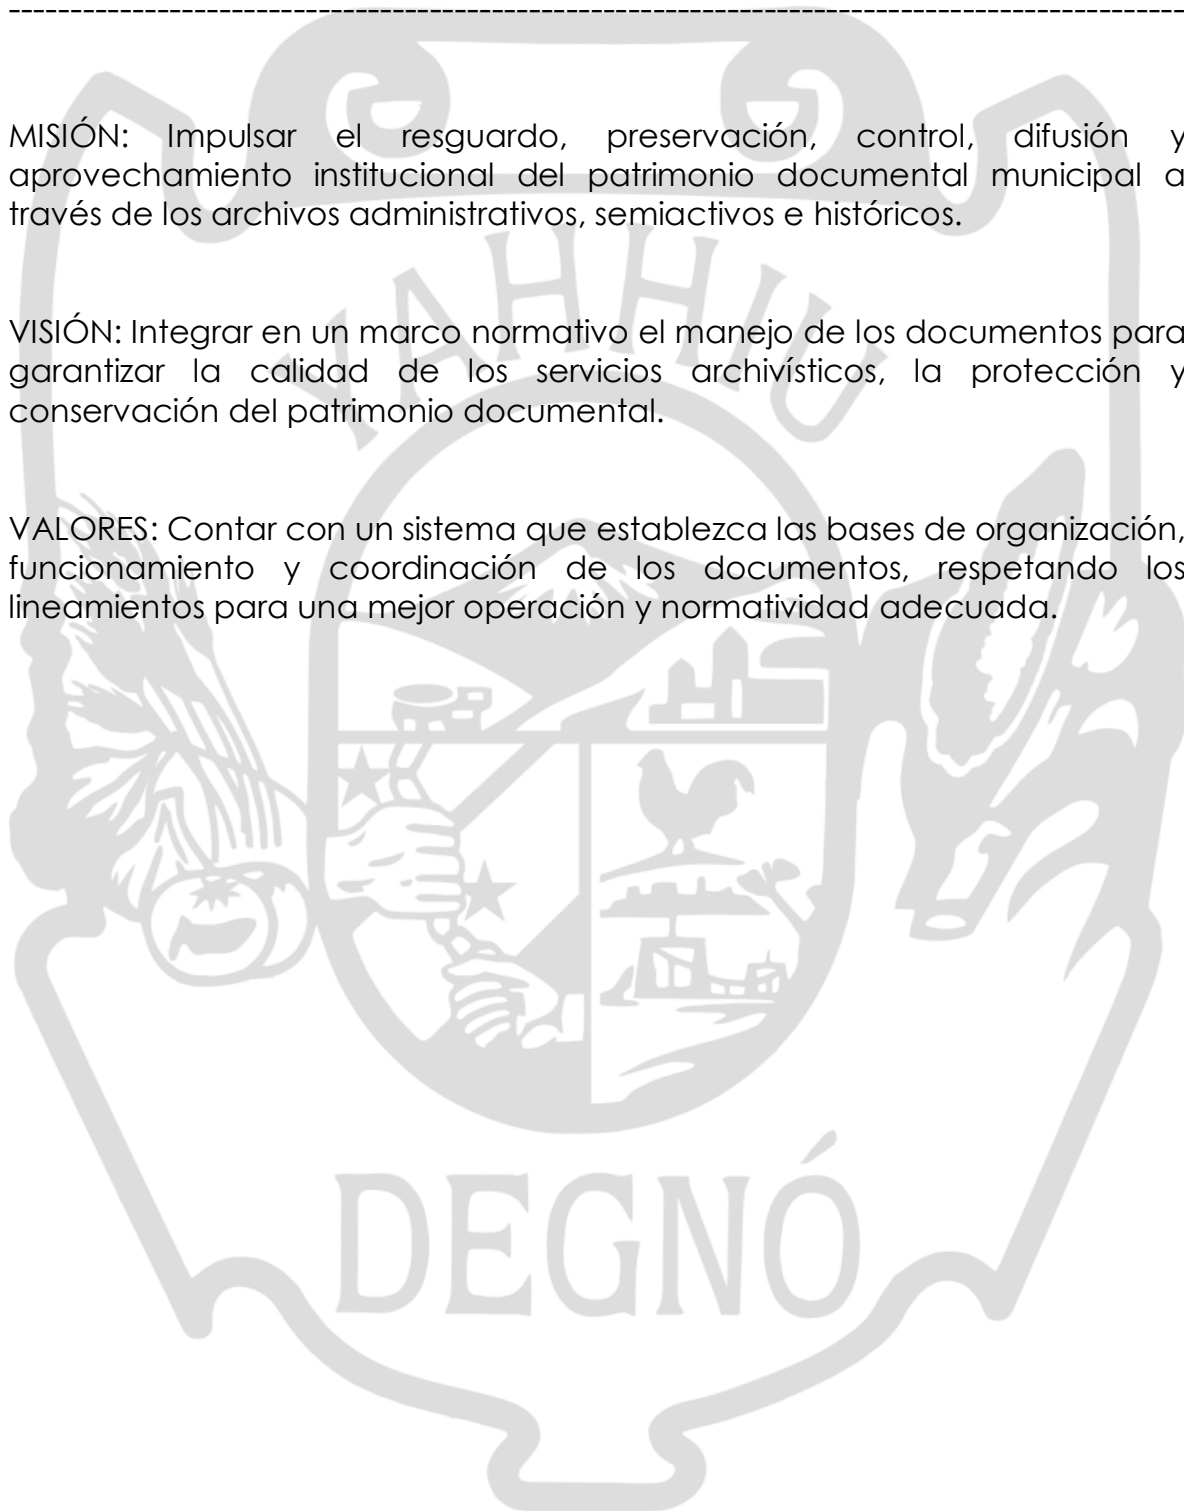 MISIÓN: Impulsar el resguardo, preservación, control, difusión y
aprovechamiento institucional del patrimonio documental municipal a
través de los archivos administrativos, semiactivos e históricos.
VISIÓN: Integrar en un marco normativo el manejo de los documentos para
garantizar la calidad de los servicios archivísticos, la protección y
conservación del patrimonio documental.
VALORES: Contar con un sistema que establezca las bases de organización,
funcionamiento y coordinación de los documentos, respetando los
lineamientos para una mejor operación y normatividad adecuada.
YAHHIU
DEGNÓ